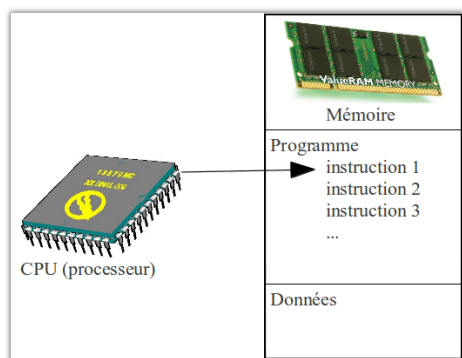 ValueRAM MEMORY
Mémoire
Programme
instruction 1
instruction 2
instruction 3
...
CPU (processeur)
Données